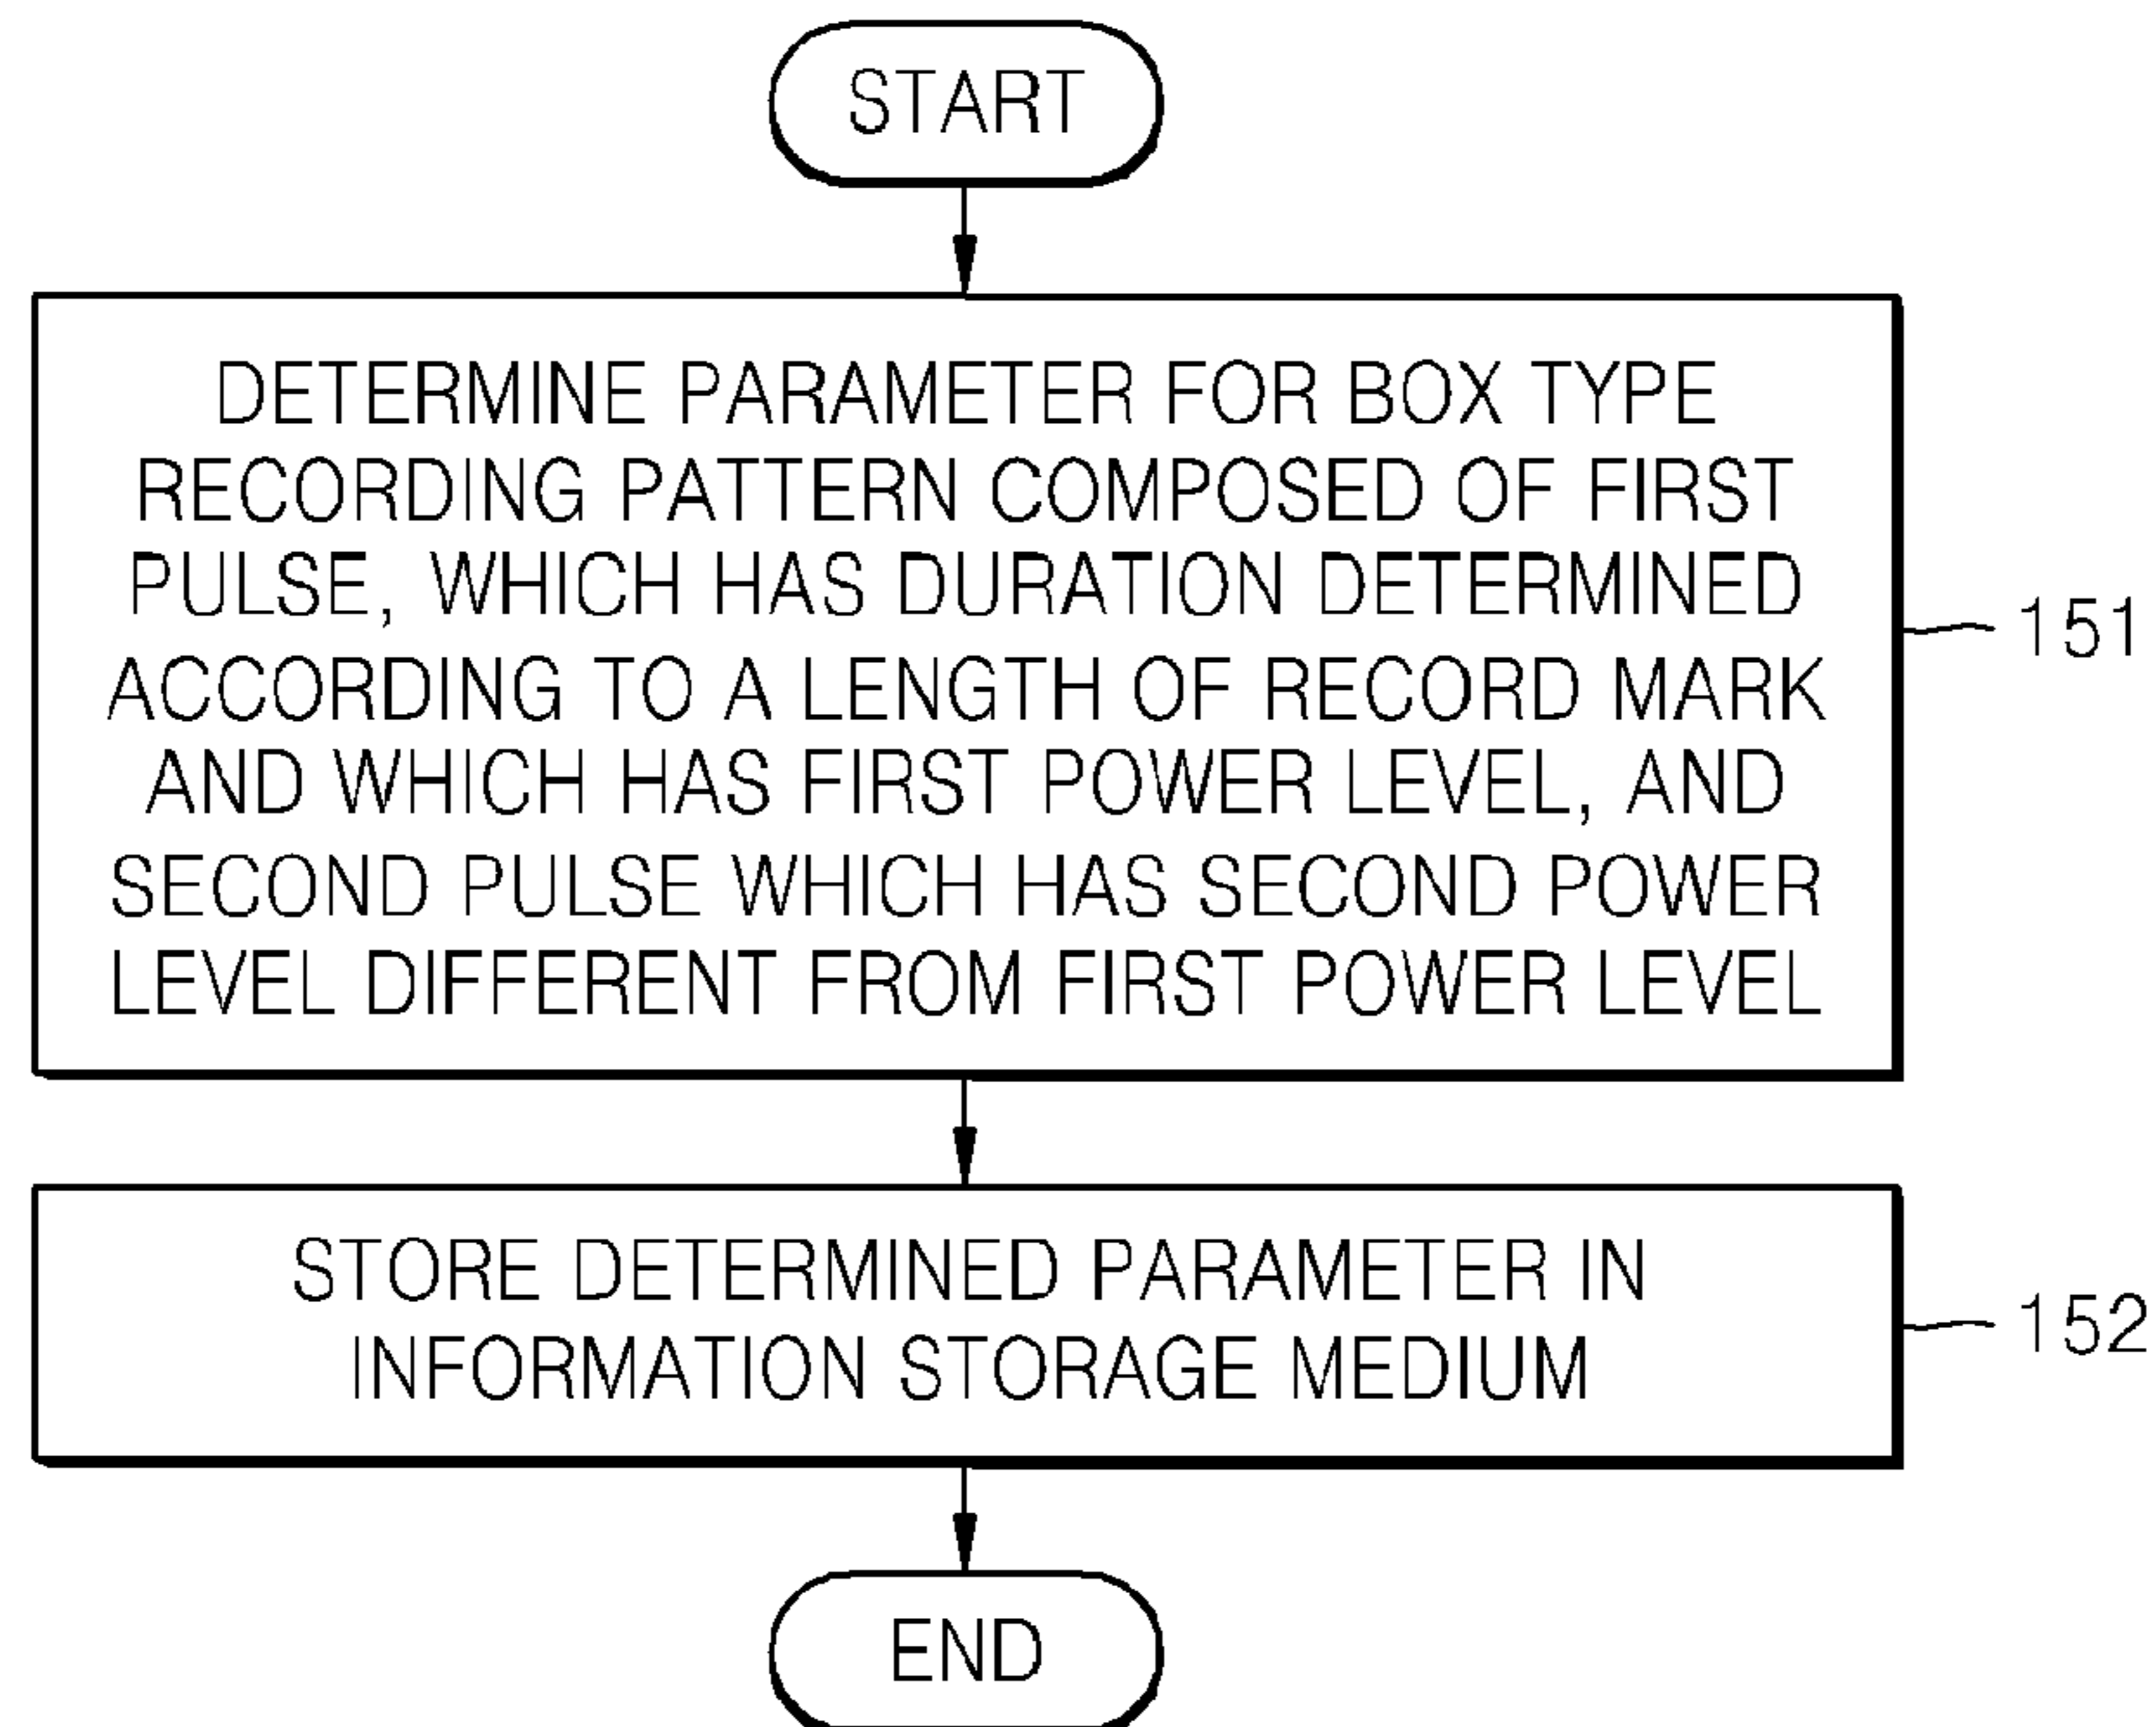 START
DETERMINE PARAMETER FOR BOX TYPE
RECORDING PATTERN COMPOSED OF FIRST
PULSE, WHICH HAS DURATION DETERMINED
ACCORDING TO A LENGTH OF RECORD MARK
AND WHICH HAS FIRST POWER LEVEL, AND
SECOND PULSE WHICH HAS SECOND POWER
LEVEL DIFFERENT FROM FIRST POWER LEVEL
151
STORE DETERMINED PARAMETER IN
INFORMATION STORAGE MEDIUM
152
END